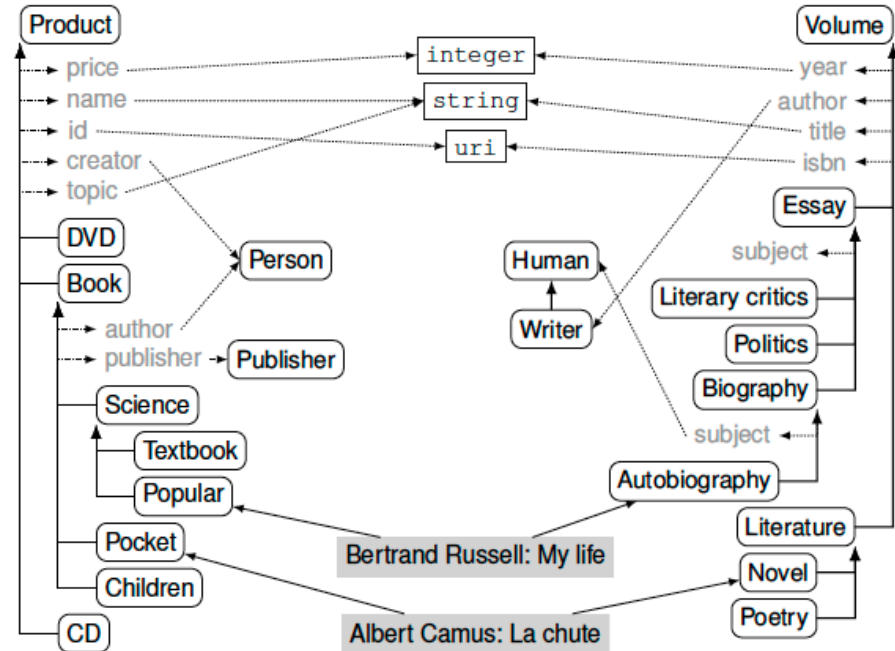 Product
Volume
integer
price
year
name
string
author
id
title
uri
creator
isbn
topic
Essay
DVD
subject
Person
Human
Book
Literary critics
author
Writer
publisher
Publisher
Politics
Biography
Science
subject
Textbook
Autobiography
Popular
Literature
Pocket
Bertrand Russell: My life
Novel
Children
Poetry
CD
Albert Camus: La chute